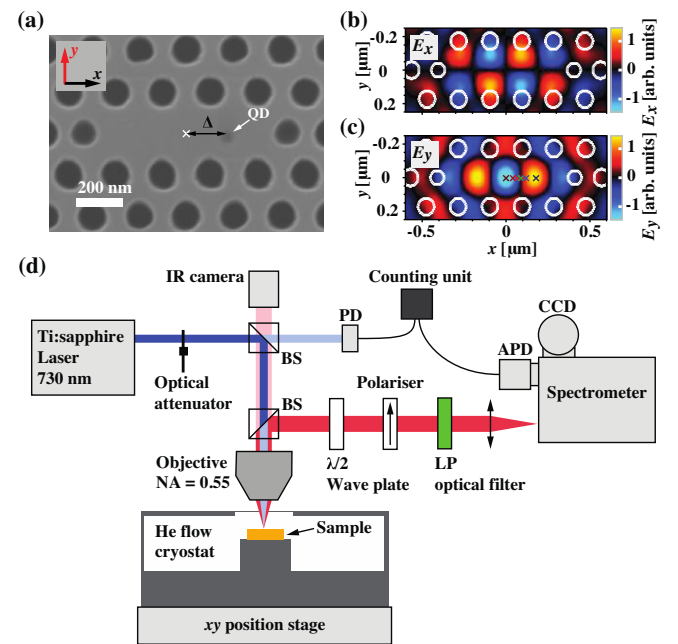 (a)
y
x
Δ
QD
200 nm
(b)
Ex
y [μm]
-0.2
0
0.2
1
0
-1
Ex [arb. units]
(c)
Ey
y [μm]
-0.2
0
0.2
-0.5
0
0.5
x [μm]
1
0
-1
Ey [arb. units]
(d)
IR camera
Counting unit
CCD
PD
Ti:sapphire
Laser
730 nm
BS
APD
Optical
attenuator
Polariser
Spectrometer
BS
Objective
NA = 0.55
λ/2
Wave plate
LP
optical filter
He flow
cryostat
Sample
xy position stage